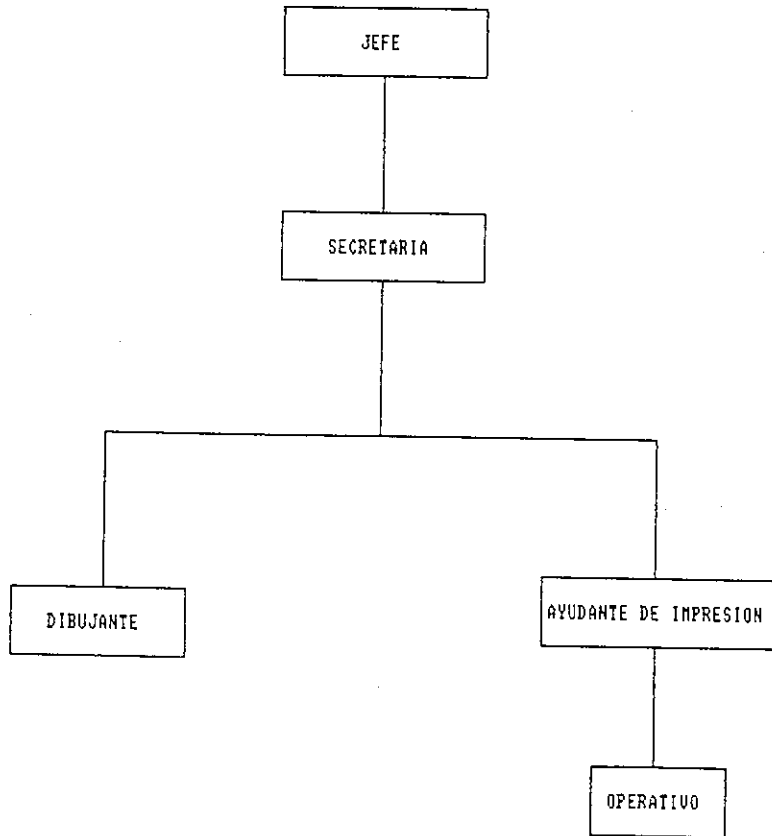 JEFE
SECRETARIA
DIBUJANTE
AYUDANTE DE IMPRESION
OPERATIVO